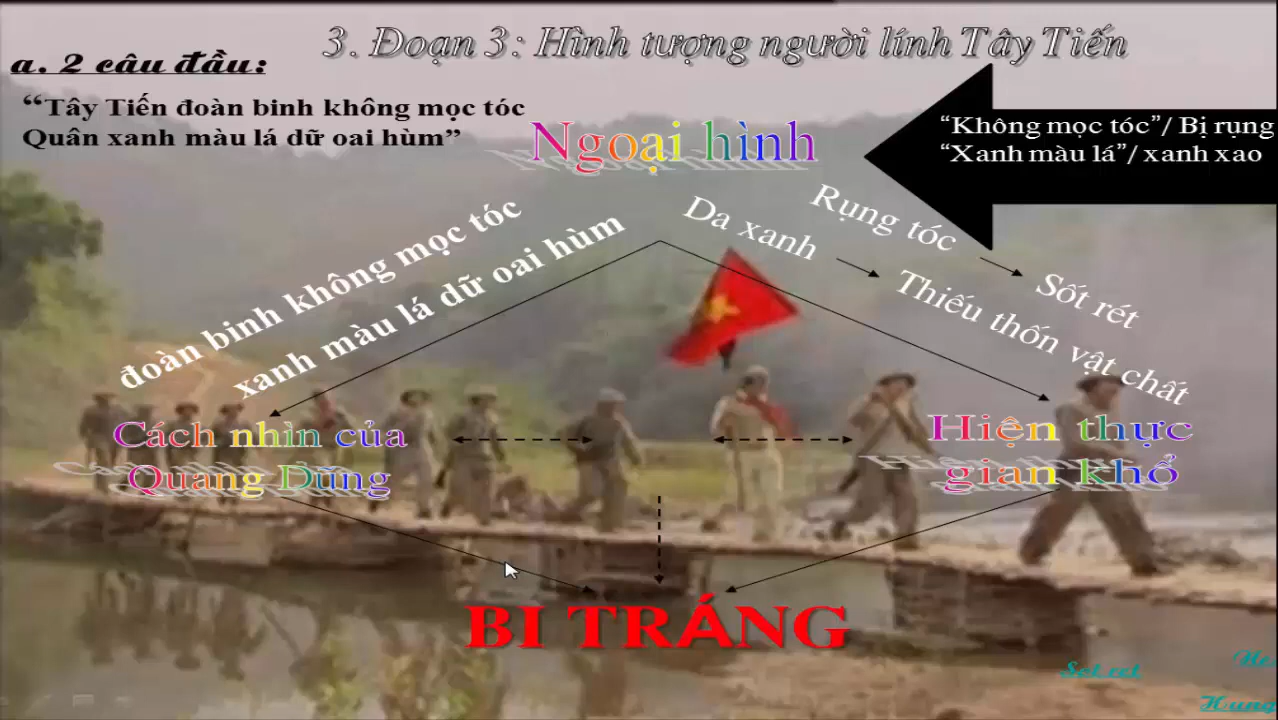 3. Đoạn 3: Hình tượng người lính Tây Tiến
a. 2 câu đầu:
“Tây Tiến đoàn binh không mọc tóc
Quân xanh màu lá dữ oai hùm”
Ngoại hình
“Không mọc tóc”/ Bị rụng
“Xanh màu lá”/ xanh xao
đoàn binh không mọc tóc
xanh màu lá dữ oai hùm
Da xanh
Rụng tóc
Thiếu thốn vật chất
Sốt rét
Cách nhìn của
Quang Dũng
Hiện thực
gian khổ
BI TRÁNG
Sot ret
Hung